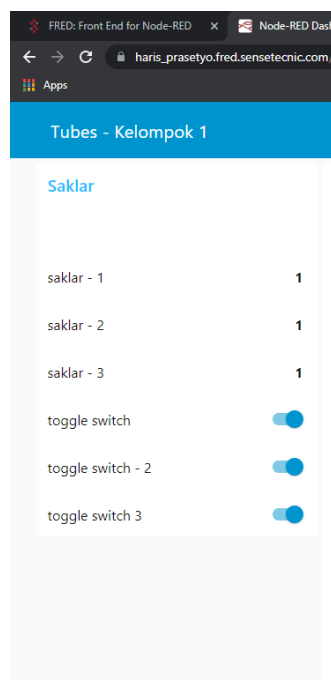 FRED: Front End for Node-RED
Node-RED Das
haris_prasetyo.fred.sensetecnic.com/
Apps
Tubes - Kelompok 1
Saklar
saklar - 1 1
saklar - 2 1
saklar - 3 1
toggle switch
toggle switch - 2
toggle switch 3